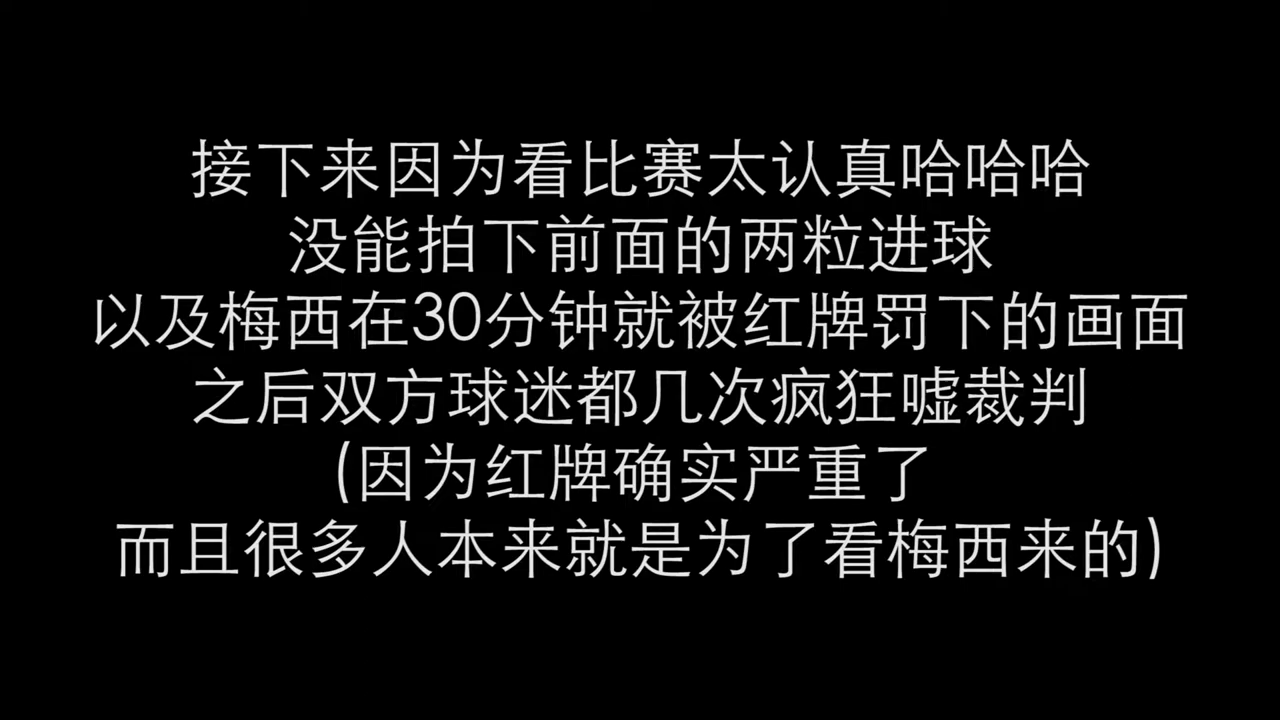 接下来因为看比赛太认真哈哈哈
没能拍下前面的两粒进球
以及梅西在30分钟就被红牌罚下的画面
之后双方球迷都几次疯狂嘘裁判
(因为红牌确实严重了
而且很多人本来就是为了看梅西来的)